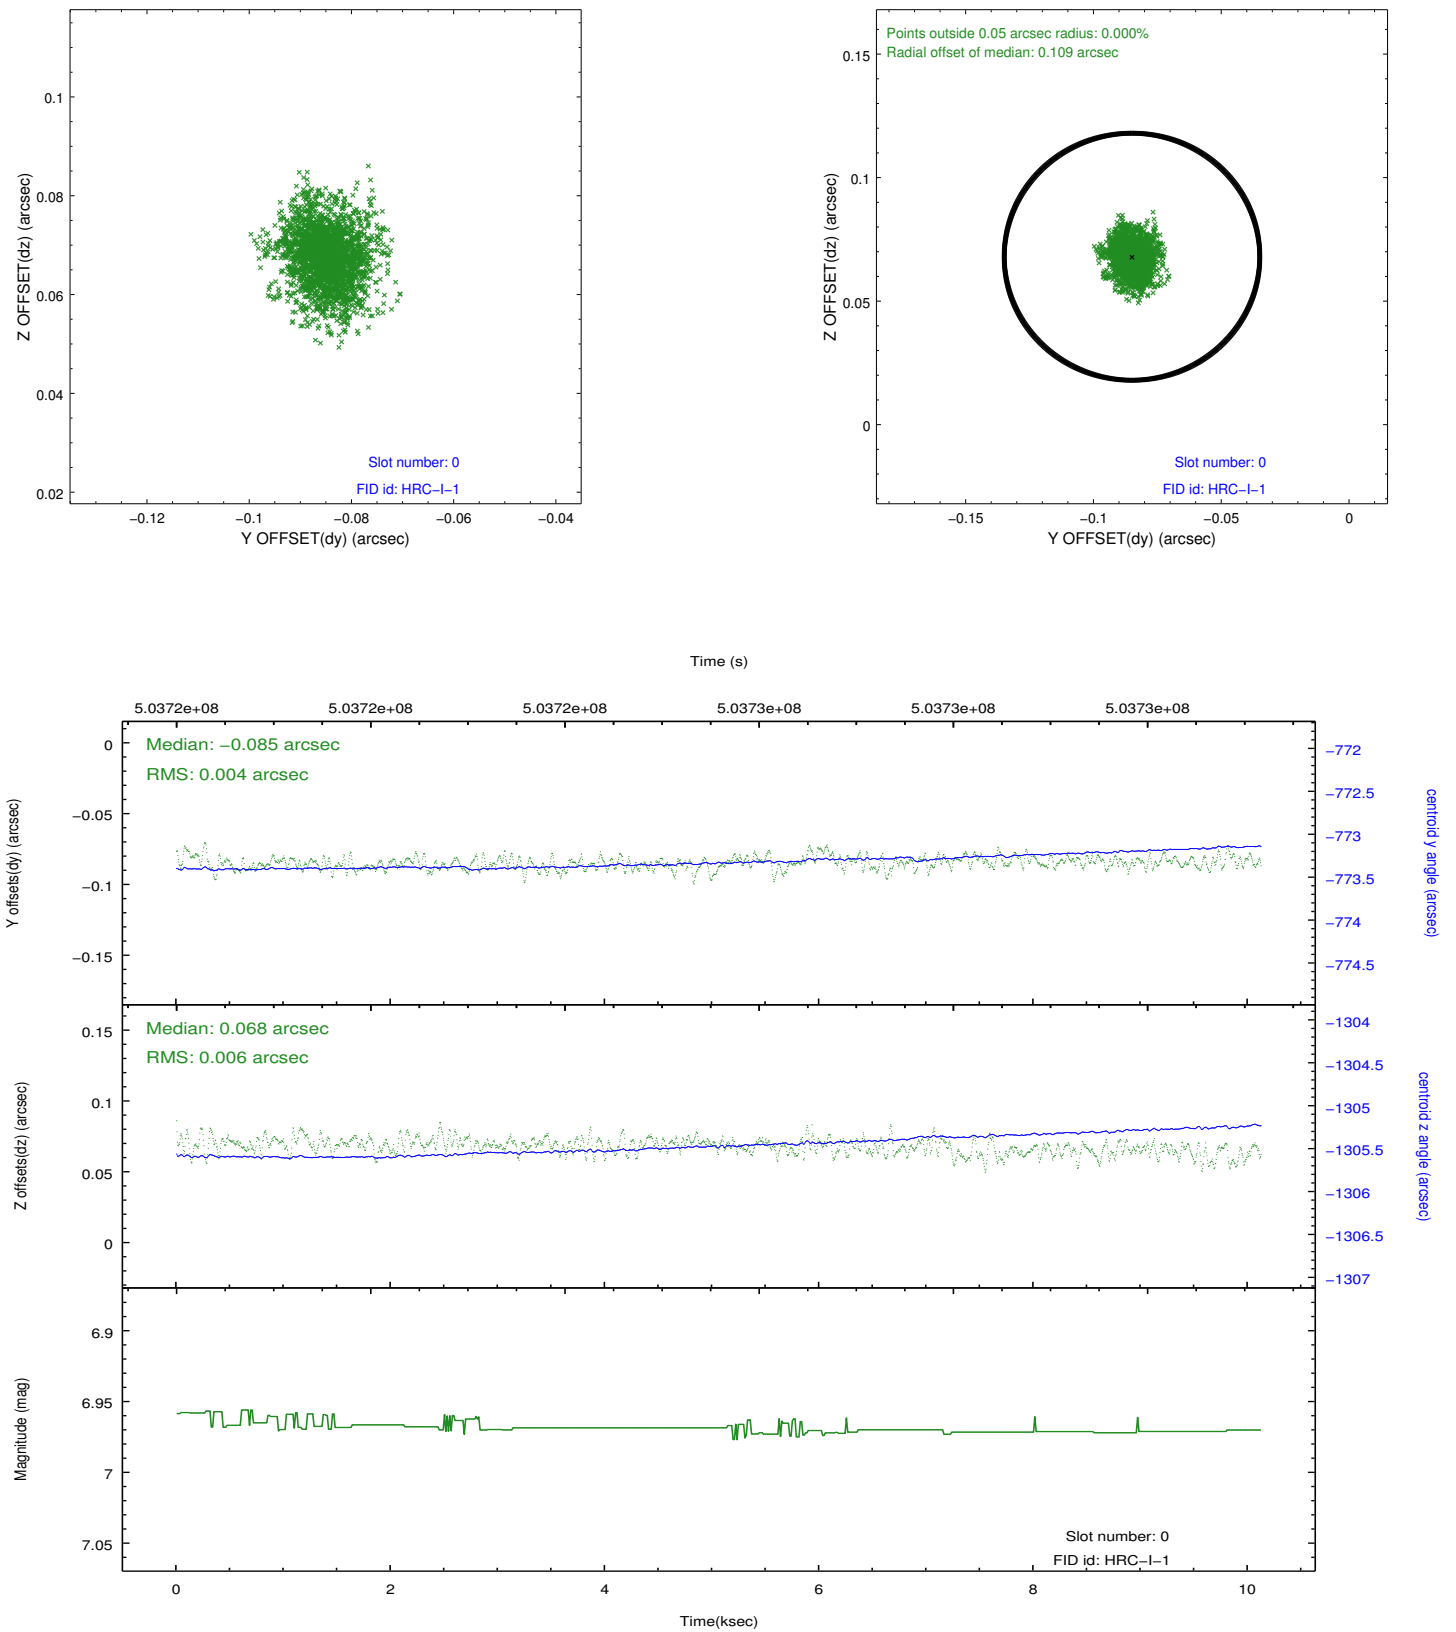 0.1
0.08
0.06
0.04
0.02
Z OFFSET(dz) (arcsec)
Slot number: 0
FID id: HRC−I−1
−0.12 −0.1 −0.08 −0.06 −0.04
Y OFFSET(dy) (arcsec)
Points outside 0.05 arcsec radius: 0.000%
Radial offset of median: 0.109 arcsec
0.15
0.1
0.05
0
Z OFFSET(dz) (arcsec)
Slot number: 0
FID id: HRC−I−1
−0.15 −0.1 −0.05 0
Y OFFSET(dy) (arcsec)
Time (s)
5.0372e+08 5.0372e+08 5.0372e+08 5.0373e+08 5.0373e+08 5.0373e+08
Median: −0.085 arcsec
RMS: 0.004 arcsec
0
−0.05
−0.1
−0.15
Y offsets(dy) (arcsec)
−772
−772.5
−773
−773.5
−774
−774.5
centroid y angle (arcsec)
Median: 0.068 arcsec
RMS: 0.006 arcsec
0.15
0.1
0.05
0
Z offsets(dz) (arcsec)
−1304
−1304.5
−1305
−1305.5
−1306
−1306.5
−1307
centroid z angle (arcsec)
6.9
6.95
7
7.05
Magnitude (mag)
Slot number: 0
FID id: HRC−I−1
0 2 4 6 8 10
Time(ksec)